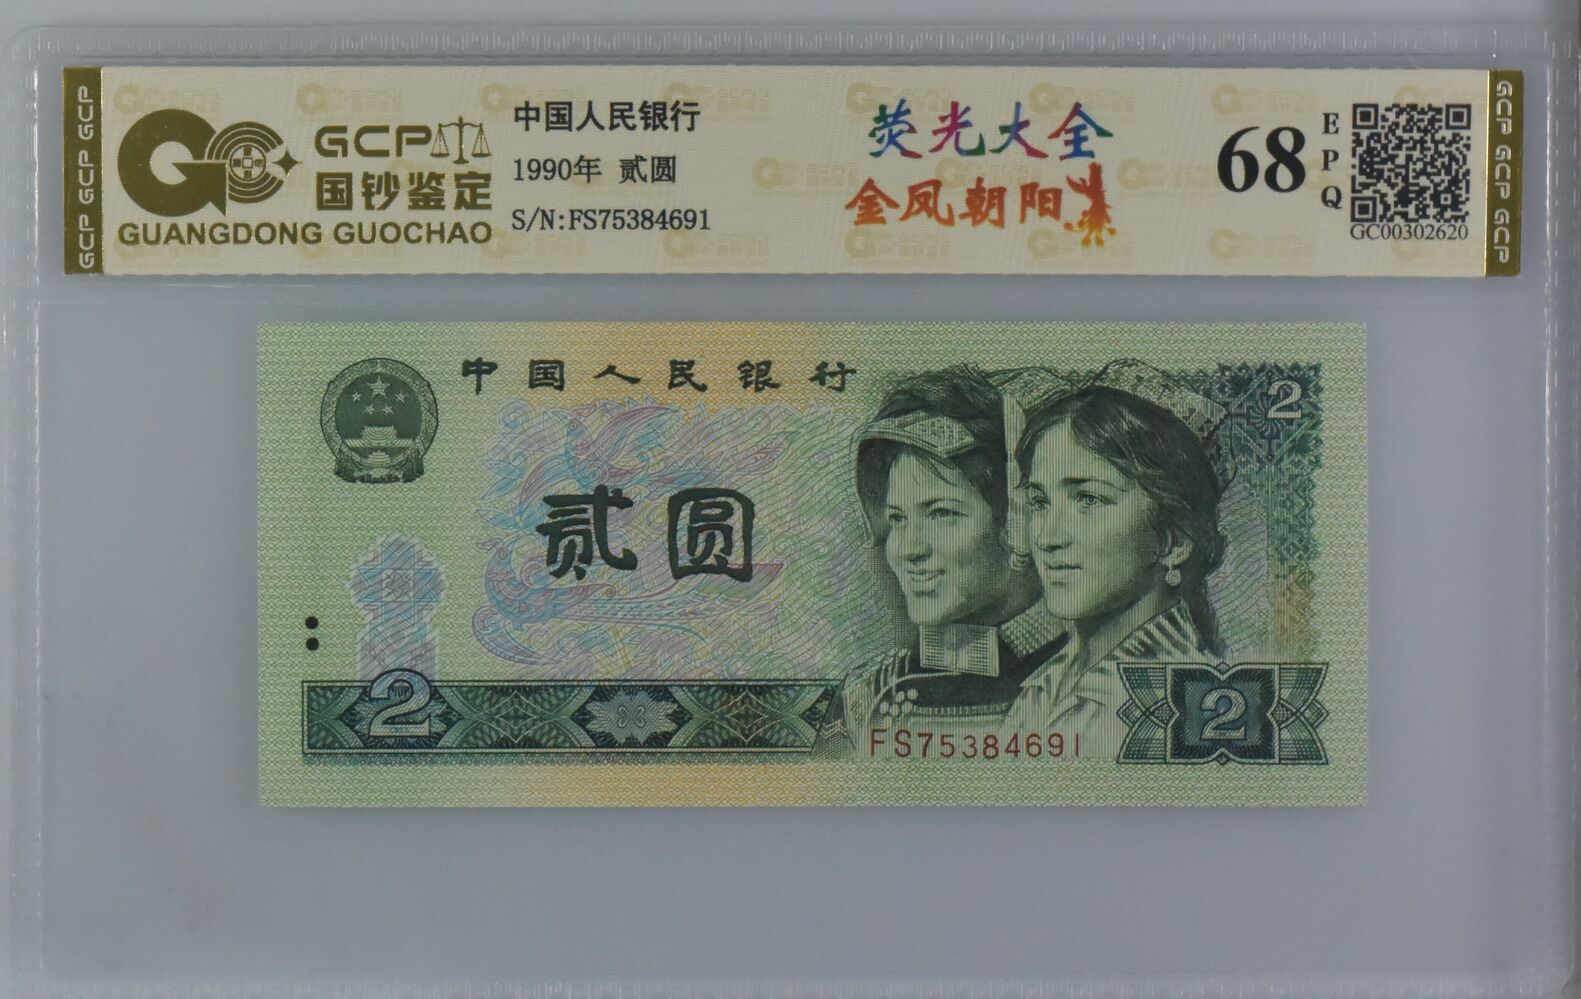 GCP GCP GCP
GCP
国钞鉴定
GUANGDONG GUOCHAO
中国人民银行
1990年 贰圆
S/N:FS75384691
荧光大全
金凤朝阳
68
EPQ
GC00302620
GCP GCP GCP
中国人民银行
2
贰圆
2
FS75384691
2